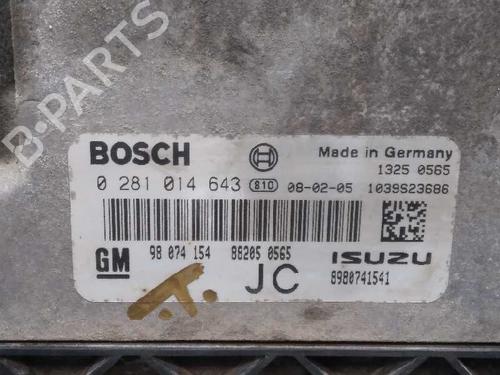 B-PARTS
BOSCH Made in Germany
1325 0565
0 281 014 643 810 08-02-05 1039S23686
GM 98 074 154 88205 0565 ISUZU
JC 8980741541